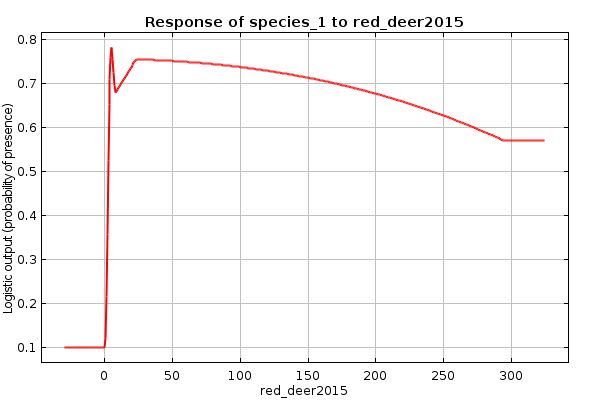 Response of species_1 to red_deer2015
Logistic output (probability of presence)
0.8
0.7
0.6
0.5
0.4
0.3
0.2
0.1
0 50 100 150 200 250 300
red_deer2015